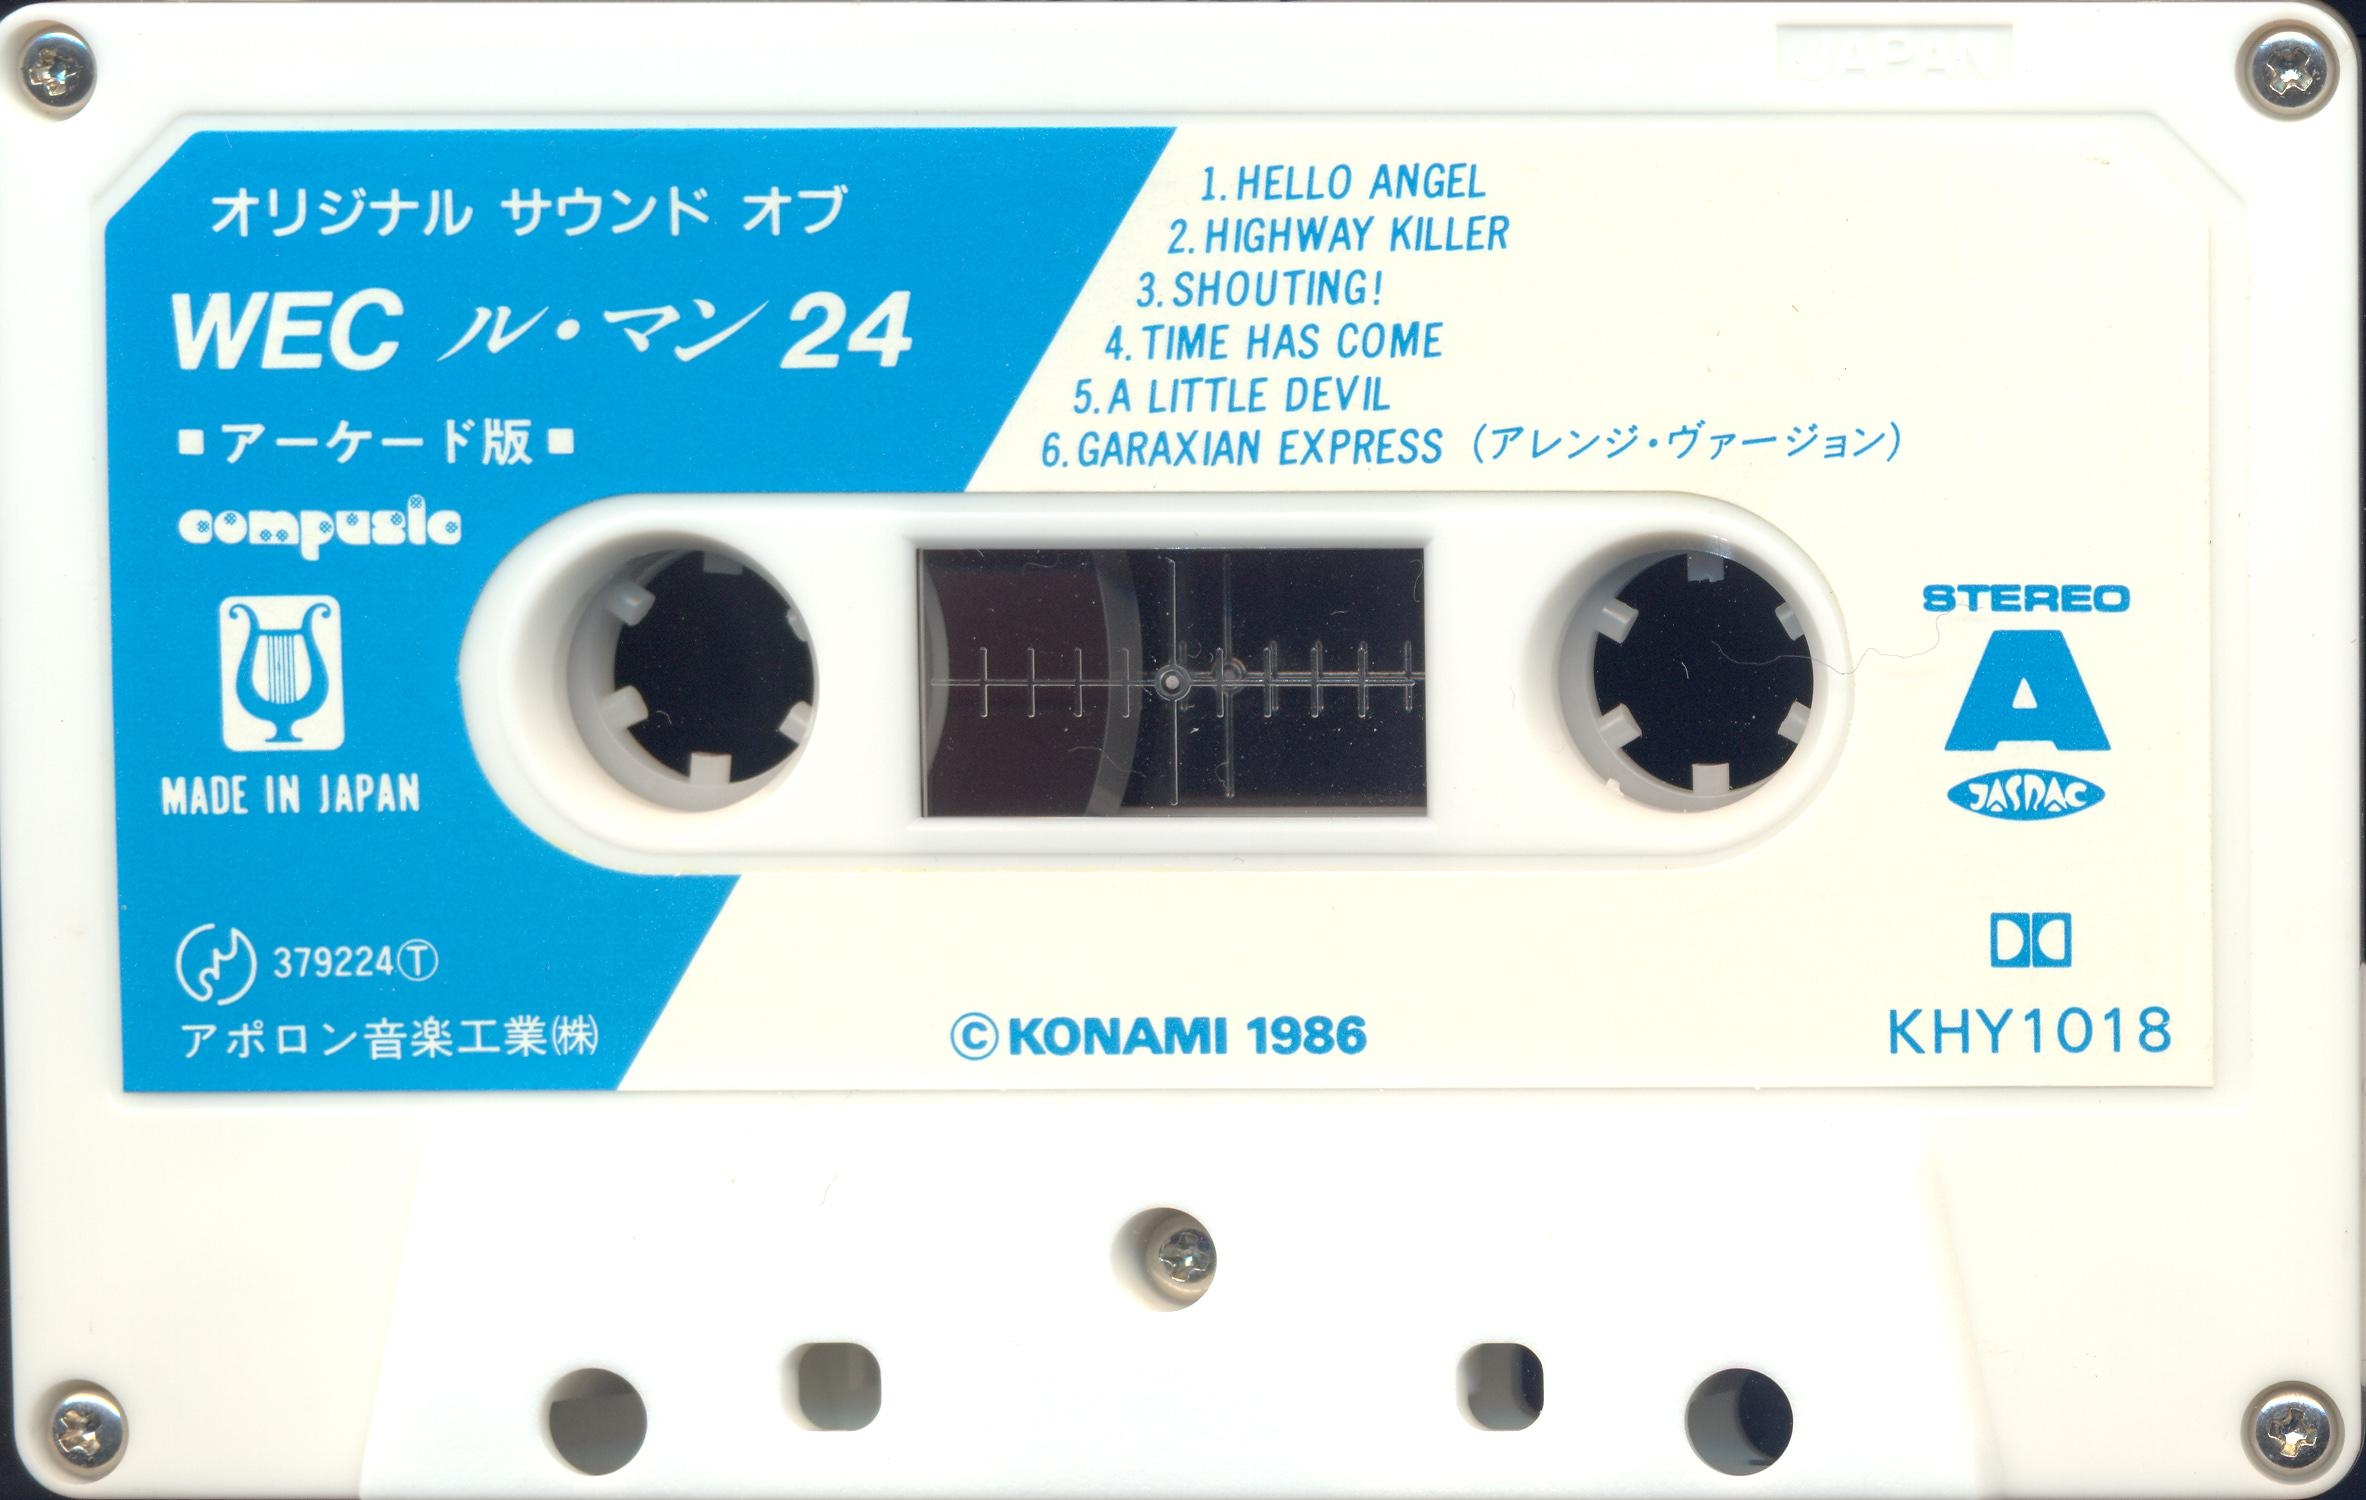 JAPAN
オリジナル サウンド オブ
WEC ル・マン 24
■アーケード版■
compusic
MADE IN JAPAN
379224Ⓣ
アポロン音楽工業㈱
1. HELLO ANGEL
2. HIGHWAY KILLER
3. SHOUTING!
4. TIME HAS COME
5. A LITTLE DEVIL
6. GARAXIAN EXPRESS (アレンジ・ヴァージョン)
STEREO
A
JASRAC
© KONAMI 1986
KHY1018